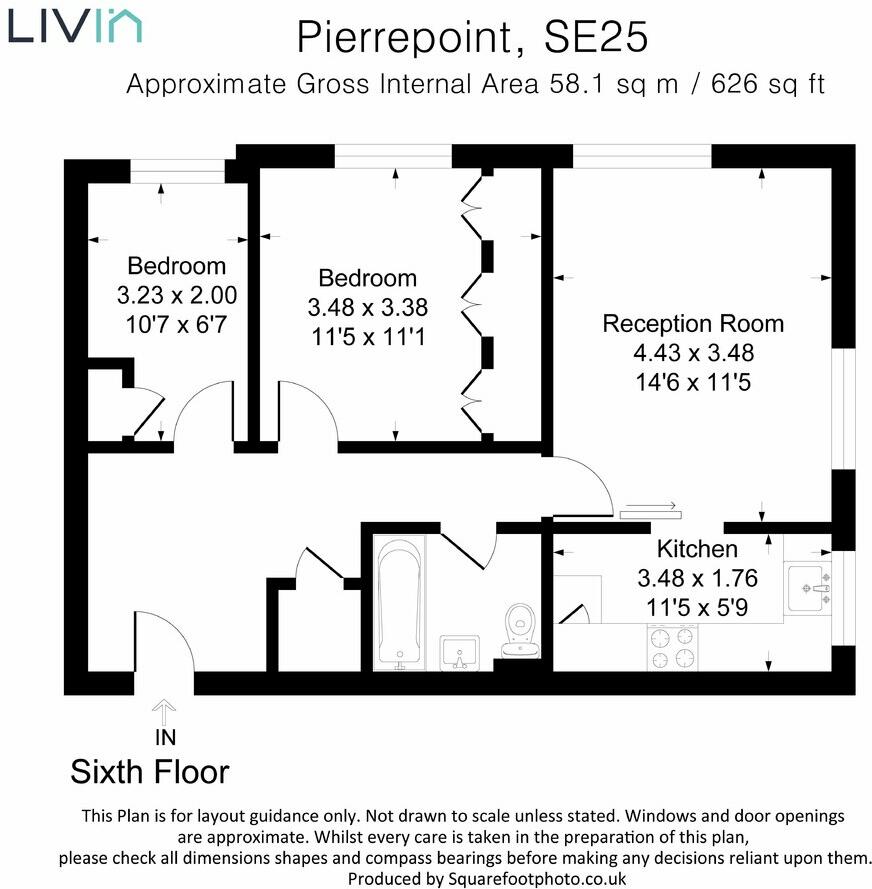 LIVIN
Pierrepoint, SE25
Approximate Gross Internal Area 58.1 sq m / 626 sq ft
Bedroom
3.23 x 2.00
10'7 x 6'7
Bedroom
3.48 x 3.38
11'5 x 11'1
Reception Room
4.43 x 3.48
14'6 x 11'5
Kitchen
3.48 x 1.76
11'5 x 5'9
IN
Sixth Floor
This Plan is for layout guidance only. Not drawn to scale unless stated. Windows and door openings
are approximate. Whilst every care is taken in the preparation of this plan,
please check all dimensions shapes and compass bearings before making any decisions reliant upon them.
Produced by Squarefootphoto.co.uk